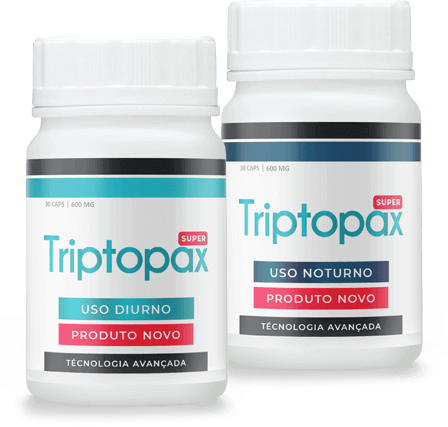 30 CAPS | 600 MG
SUPER
Triptopax
USO DIURNO
PRODUTO NOVO
TÉCNOLOGIA AVANÇADA
30 CAPS | 600 MG
SUPER
Triptopax
USO NOTURNO
PRODUTO NOVO
TÉCNOLOGIA AVANÇADA